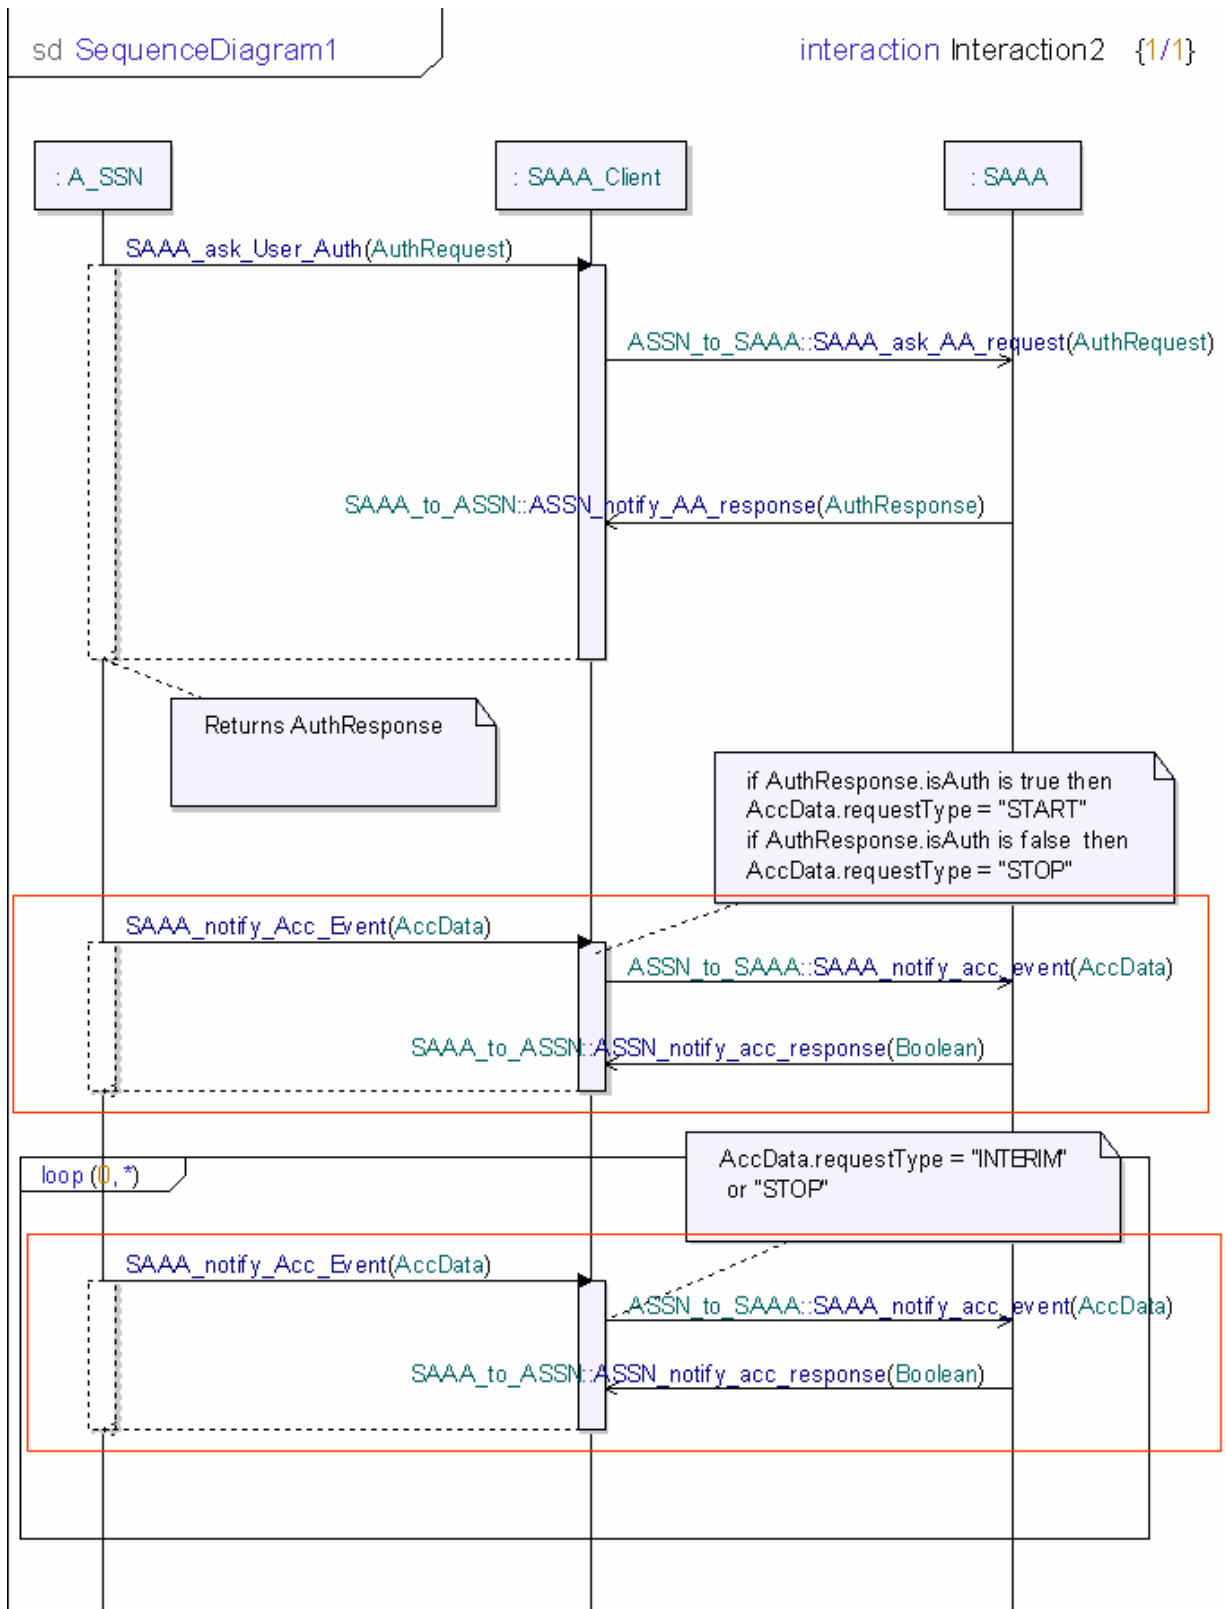 sd SequenceDiagram1
interaction Interaction2 {1/1}
: A_SSN
: SAAA_Client
: SAAA
SAAA_ask_User_Auth(AuthRequest)
ASSN_to_SAAA::SAAA_ask_AA_request(AuthRequest)
SAAA_to_ASSN::ASSN_notify_AA_response(AuthResponse)
Returns AuthResponse
if AuthResponse.isAuth is true then
AccData.requestType = "START"
if AuthResponse.isAuth is false then
AccData.requestType = "STOP"
SAAA_notify_Acc_Event(AccData)
ASSN_to_SAAA::SAAA_notify_acc_event(AccData)
SAAA_to_ASSN::ASSN_notify_acc_response(Boolean)
AccData.requestType = "INTERIM"
or "STOP"
loop (0,*)
SAAA_notify_Acc_Event(AccData)
ASSN_to_SAAA::SAAA_notify_acc_event(AccData)
SAAA_to_ASSN::ASSN_notify_acc_response(Boolean)